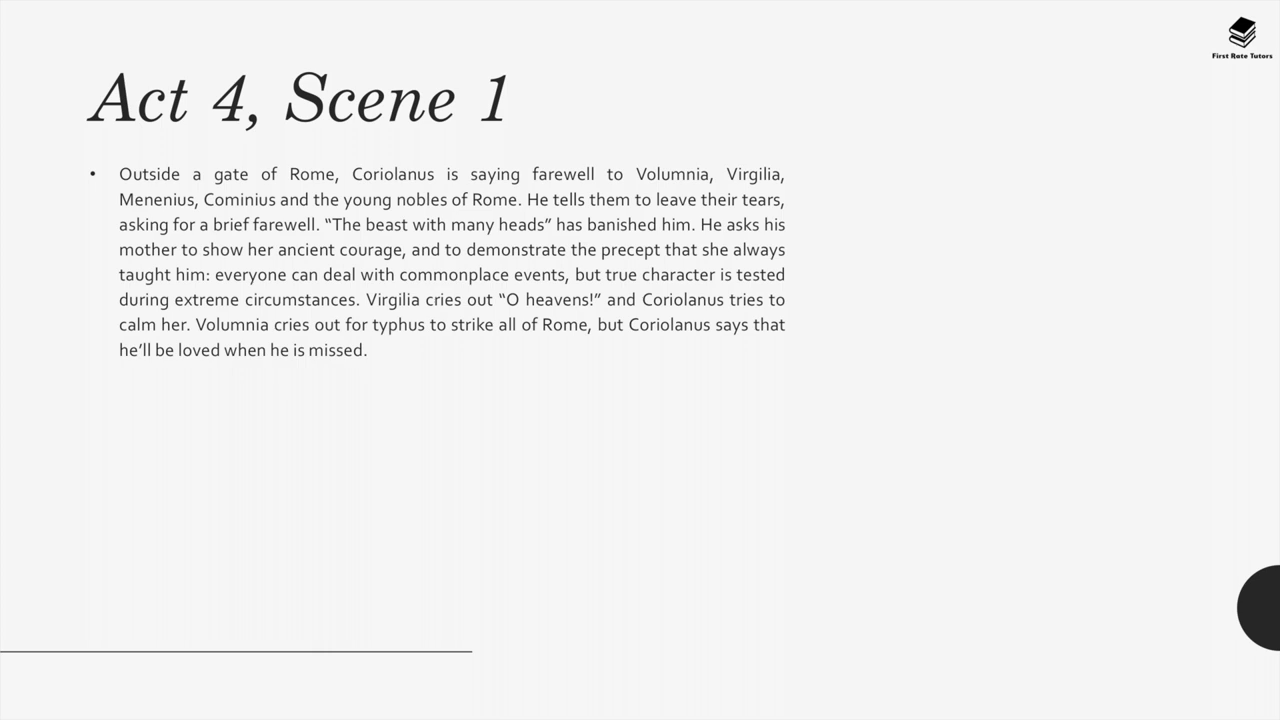 First Rate Tutors
Act 4, Scene 1
• Outside a gate of Rome, Coriolanus is saying farewell to Volumnia, Virgilia,
Menenius, Cominius and the young nobles of Rome. He tells them to leave their tears,
asking for a brief farewell. “The beast with many heads” has banished him. He asks his
mother to show her ancient courage, and to demonstrate the precept that she always
taught him: everyone can deal with commonplace events, but true character is tested
during extreme circumstances. Virgilia cries out “O heavens!” and Coriolanus tries to
calm her. Volumnia cries out for typhus to strike all of Rome, but Coriolanus says that
he’ll be loved when he is missed.